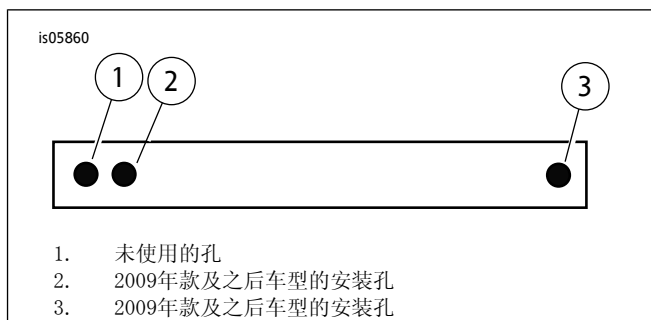 is05860
1 2 3
1. 未使用的孔
2. 2009年款及之后车型的安装孔
3. 2009年款及之后车型的安装孔